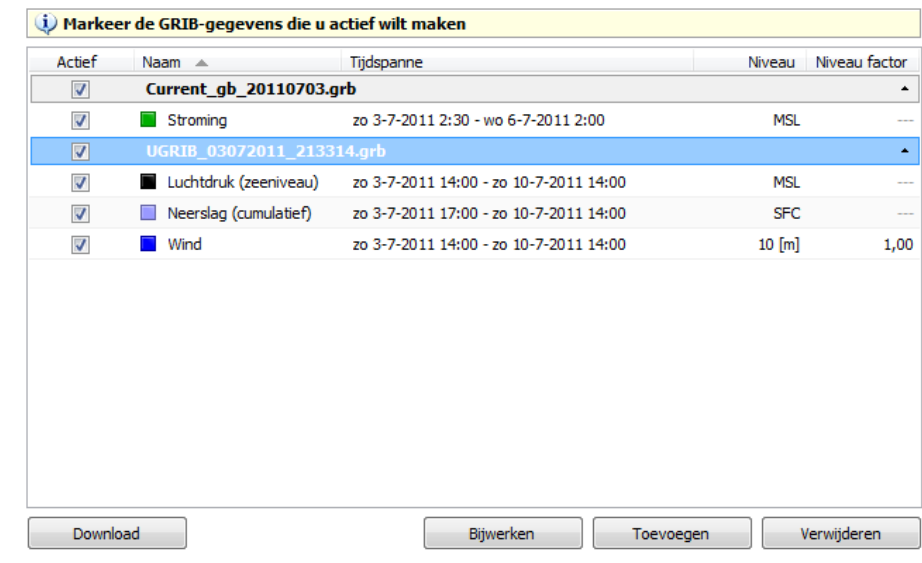 Markeer de GRIB-gegevens die u actief wilt maken
Actief Naam Tijdspanne Niveau Niveau factor
Current_gb_20110703.grb
Stroming zo 3-7-2011 2:30 - wo 6-7-2011 2:00 MSL ---
UGRIB_03072011_213314.grb
Luchtdruk (zeeniveau) zo 3-7-2011 14:00 - zo 10-7-2011 14:00 MSL ---
Neerslag (cumulatief) zo 3-7-2011 17:00 - zo 10-7-2011 14:00 SFC ---
Wind zo 3-7-2011 14:00 - zo 10-7-2011 14:00 10 [m] 1,00
Download Bijwerken Toevoegen Verwijderen